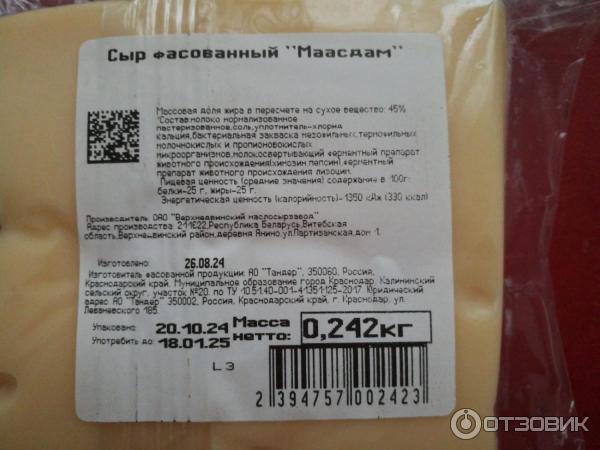 Сыр фасованный "Маасдам"
Массовая доля жира в пересчете на сухое вещество: 45%
Состав:молоко нормализованное
пастеризованное,соль,уплотнитель-хлорид
кальция,бактериальная закваска мезофильных,термофильных
молочнокислых и пропионовокислых
микроорганизмов,молокосвертывающий ферментный препарат
животного происхождения(химозин пепсин),ферментный
препарат животного происхождения лизоцим.
Пищевая ценность (средние значения) содержание в 100г:
белки-25 г, жиры-25 г.
Энергетическая ценность (калорийность)-1350 кДж (330 ккал)
Производитель: ОАО "Верхнедвинский маслосырзавод"
Адрес производства: 211622,Республика Беларусь,Витебская
область,Верхнедвинский район,деревня Янино,ул.Партизанская,дом 1.
Изготовлено: 26.08.24
Изготовитель фасованной продукции: АО "Тандер", 350060, Россия,
Краснодарский край, Муниципальное образование город Краснодар, Калининский
сельский округ, участок №20. по ТУ 10.51.40-001-41351125-2017 Юридический
адрес АО "Тандер" 350002, Россия, Краснодарский край, г. Краснодар, ул.
Леваневского 185.
Упаковано: 20.10.24 Масса
Употребить до: 18.01.25 нетто: 0,242кг
L 3
2 394757 002423
ОТЗОВИК